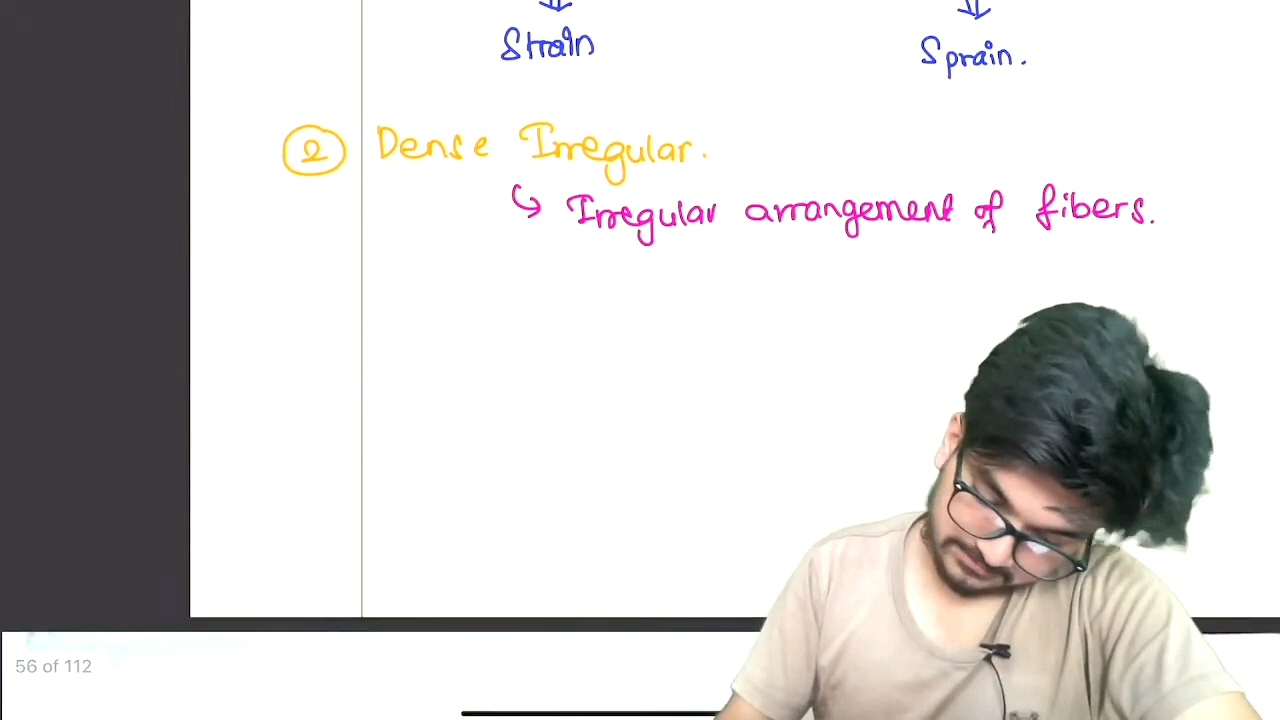 Strain
Sprain.
2 Dense Irregular.
↳ Irregular arrangement of fibers.
56 of 112